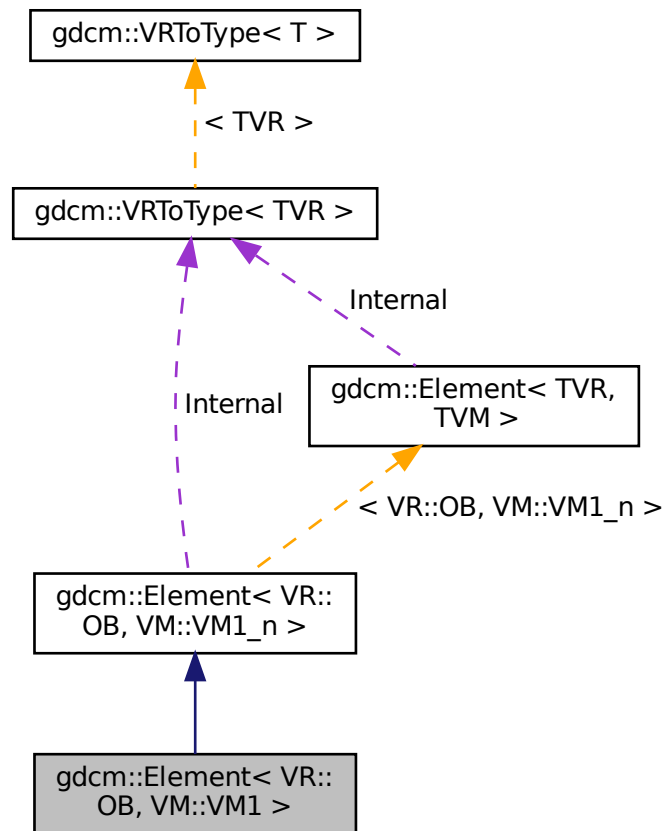 gdcm::VRToType< T >
< TVR >
gdcm::VRToType< TVR >
Internal
gdcm::Element< TVR,
TVM >
Internal
< VR::OB, VM::VM1_n >
gdcm::Element< VR::
OB, VM::VM1_n >
gdcm::Element< VR::
OB, VM::VM1 >